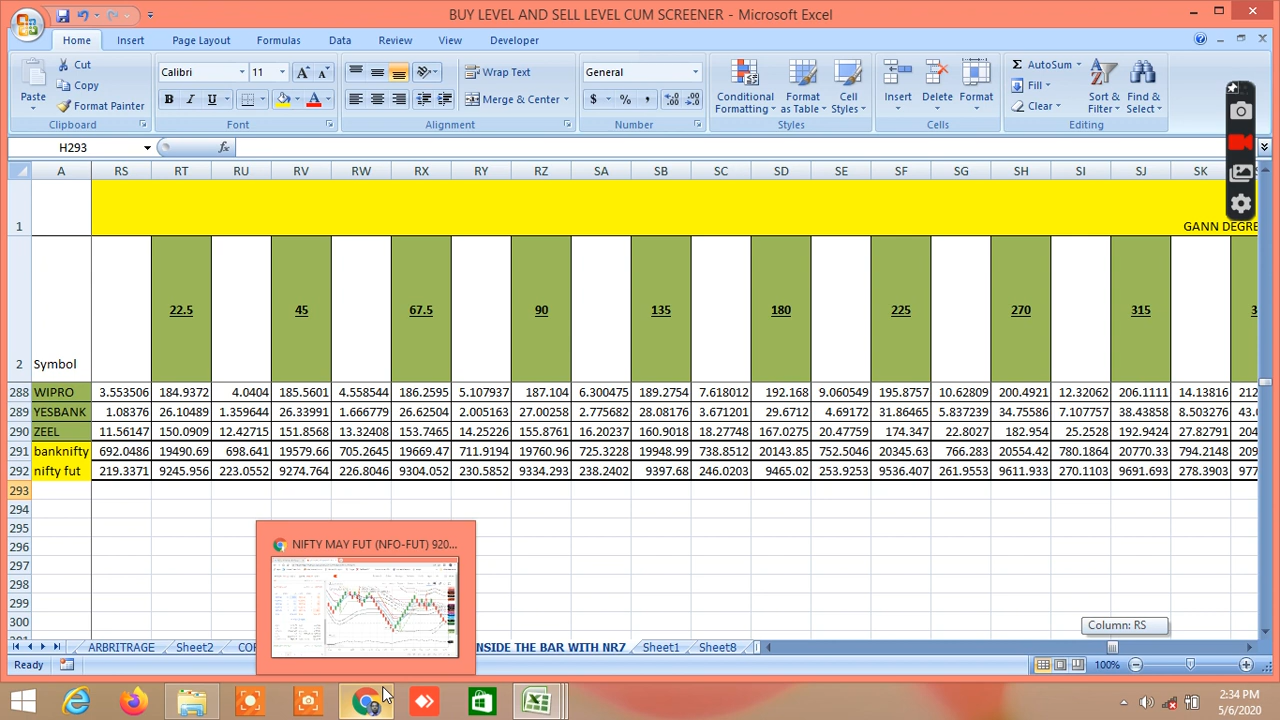 BUY LEVEL AND SELL LEVEL CUM SCREENER - Microsoft Excel
Home Insert Page Layout Formulas Data Review View Developer
Cut
Copy
Format Painter
Paste
Calibri 11
B I U
Wrap Text
Merge & Center
General
$ % ,
Conditional Formatting
Format as Table
Cell Styles
Insert Delete Format
AutoSum
Fill
Clear
Sort & Filter
Find & Select
Clipboard Font Alignment Number Styles Cells Editing
H293 fx
A RS RT RU RV RW RX RY RZ SA SB SC SD SE SF SG SH SI SJ SK
1 GANN DEGRE
2 Symbol 22.5 45 67.5 90 135 180 225 270 315 3
288 WIPRO 3.553506 184.9372 4.0404 185.5601 4.558544 186.2595 5.107937 187.104 6.300475 189.2754 7.618012 192.168 9.060549 195.8757 10.62809 200.4921 12.32062 206.1111 14.13816 212
289 YESBANK 1.08376 26.10489 1.359644 26.33991 1.666779 26.62504 2.005163 27.00258 2.775682 28.08176 3.671201 29.6712 4.69172 31.86465 5.837239 34.75586 7.107757 38.43858 8.503276 43.0
290 ZEEL 11.56147 150.0909 12.42715 151.8568 13.32408 153.7465 14.25226 155.8761 16.20237 160.9018 18.27748 167.0275 20.47759 174.347 22.8027 182.954 25.2528 192.9424 27.82791 204
291 banknifty 692.0486 19490.69 698.641 19579.66 705.2645 19669.47 711.9194 19760.96 725.3228 19948.99 738.8512 20143.85 752.5046 20345.63 766.283 20554.42 780.1864 20770.33 794.2148 209
292 nifty fut 219.3371 9245.956 223.0552 9274.764 226.8046 9304.052 230.5852 9334.293 238.2402 9397.68 246.0201 9465.02 253.9253 9536.407 261.9553 9611.933 270.1103 9691.693 278.3903 977
293
294
295
296
297
298
299
300
NIFTY MAY FUT (NFO-FUT) 920...
Column: RS
ARBRITRAGE Sheet2 NSIDE THE BAR WITH NR7 Sheet1 Sheet8
Ready 100%
2:34 PM
5/6/2020